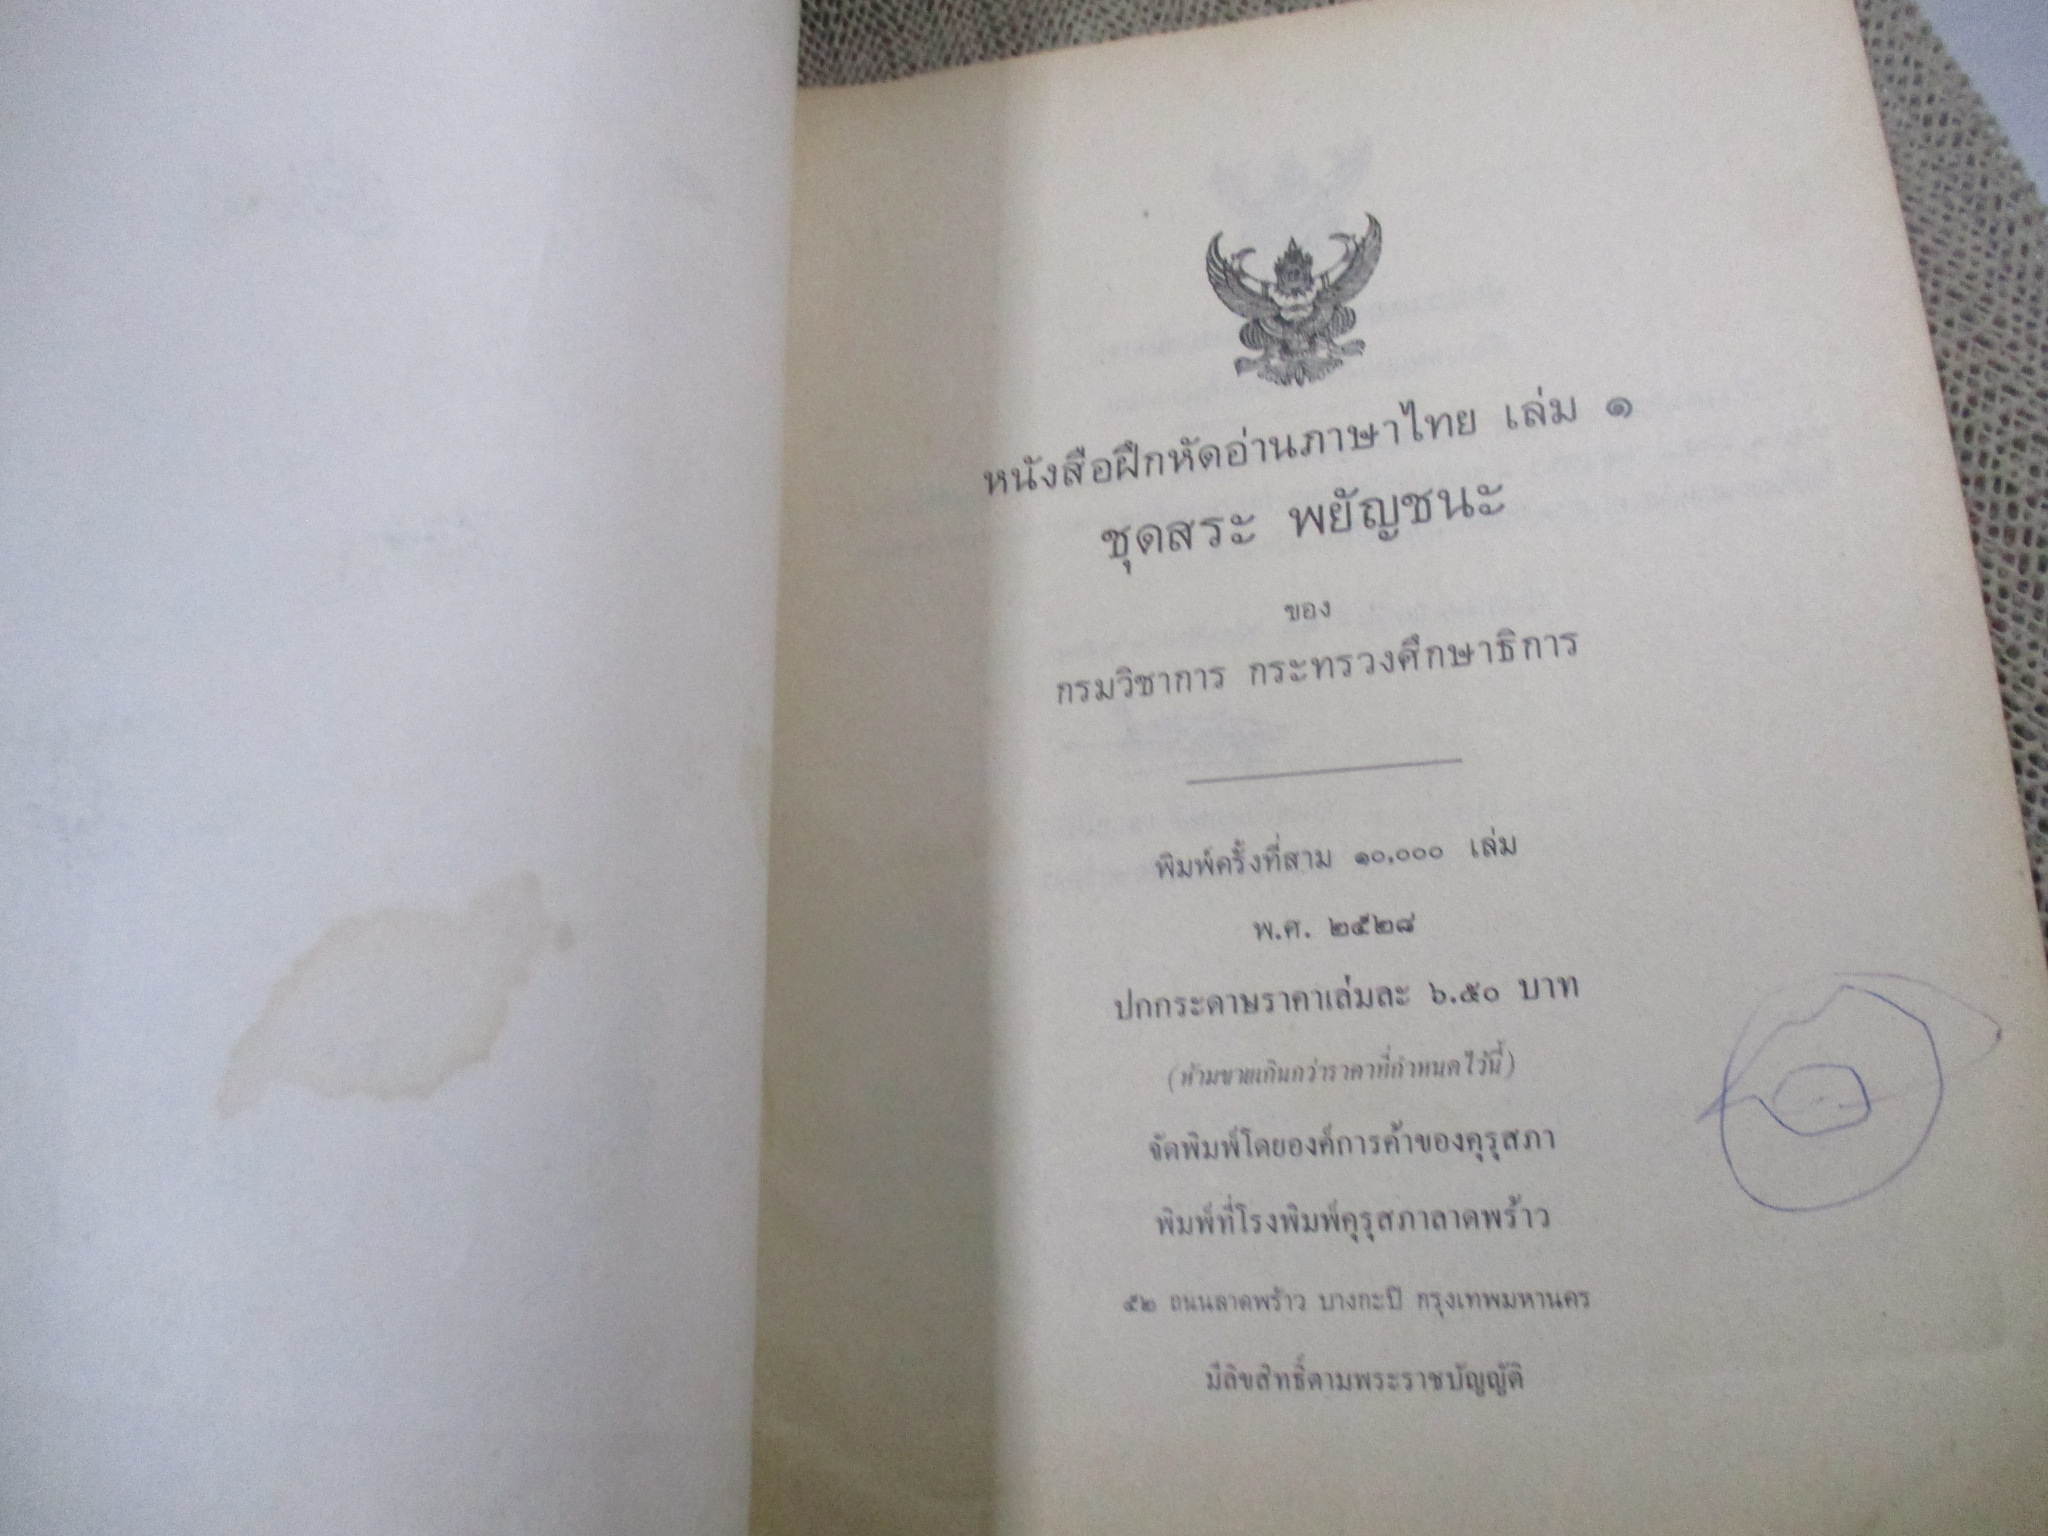 หนังสือฝึกหัดอ่านภาษาไทย เล่ม ๑
ชุดสระ พยัญชนะ
ของ
กรมวิชาการ กระทรวงศึกษาธิการ
พิมพ์ครั้งที่สาม ๑๐,๐๐๐ เล่ม
พ.ศ. ๒๕๒๘
ปกกระดาษราคาเล่มละ ๖.๕๐ บาท
(ห้ามขายเกินกว่าราคาที่กำหนดไว้นี้)
จัดพิมพ์โดยองค์การค้าของคุรุสภา
พิมพ์ที่โรงพิมพ์คุรุสภาลาดพร้าว
๕๒ ถนนลาดพร้าว บางกะปิ กรุงเทพมหานคร
มีลิขสิทธิ์ตามพระราชบัญญัติ